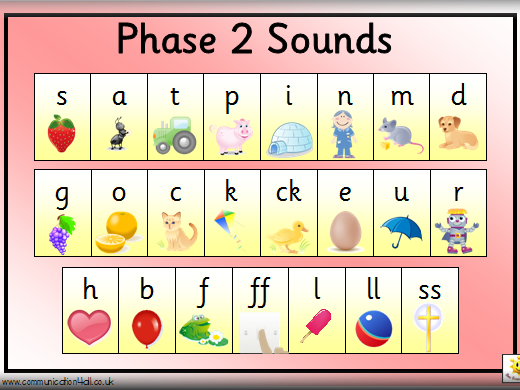 Phase 2 Sounds
s a t p i n m d
g o c k ck e u r
h b f ff l ll ss
www.communication4all.co.uk